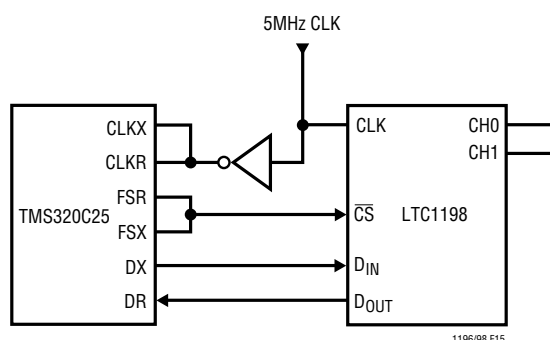 5MHz CLK
CLKX
CLKR
FSR
FSX
DX
DR
TMS320C25
CLK
CS
DIN
DOUT
LTC1198
CH0
CH1
1196/98 F15